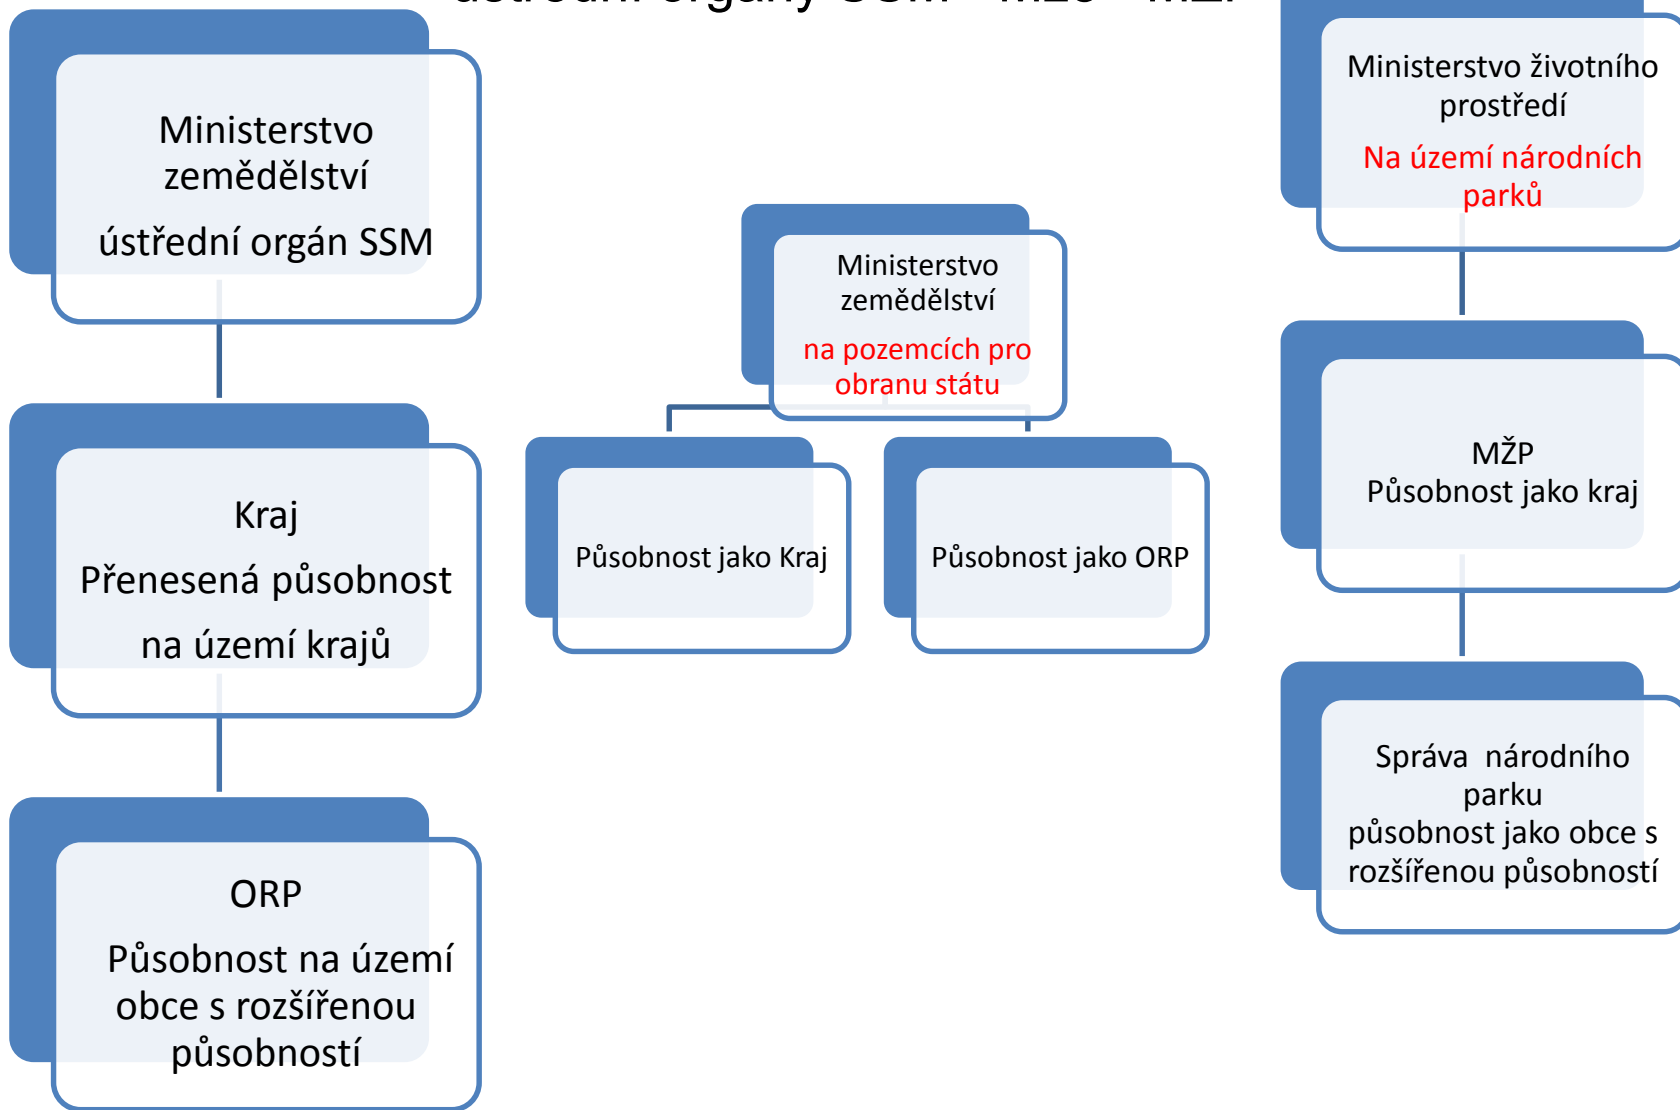 Ministerstvo
zemědělství
ústřední orgán SSM
Kraj
Přenesená působnost
na území krajů
ORP
Působnost na území
obce s rozšířenou
působností
Ministerstvo
zemědělství
na pozemcích pro
obranu státu
Působnost jako Kraj
Působnost jako ORP
Ministerstvo životního
prostředí
Na území národních
parků
MŽP
Působnost jako kraj
Správa národního
parku
působnost jako obce s
rozšířenou působností